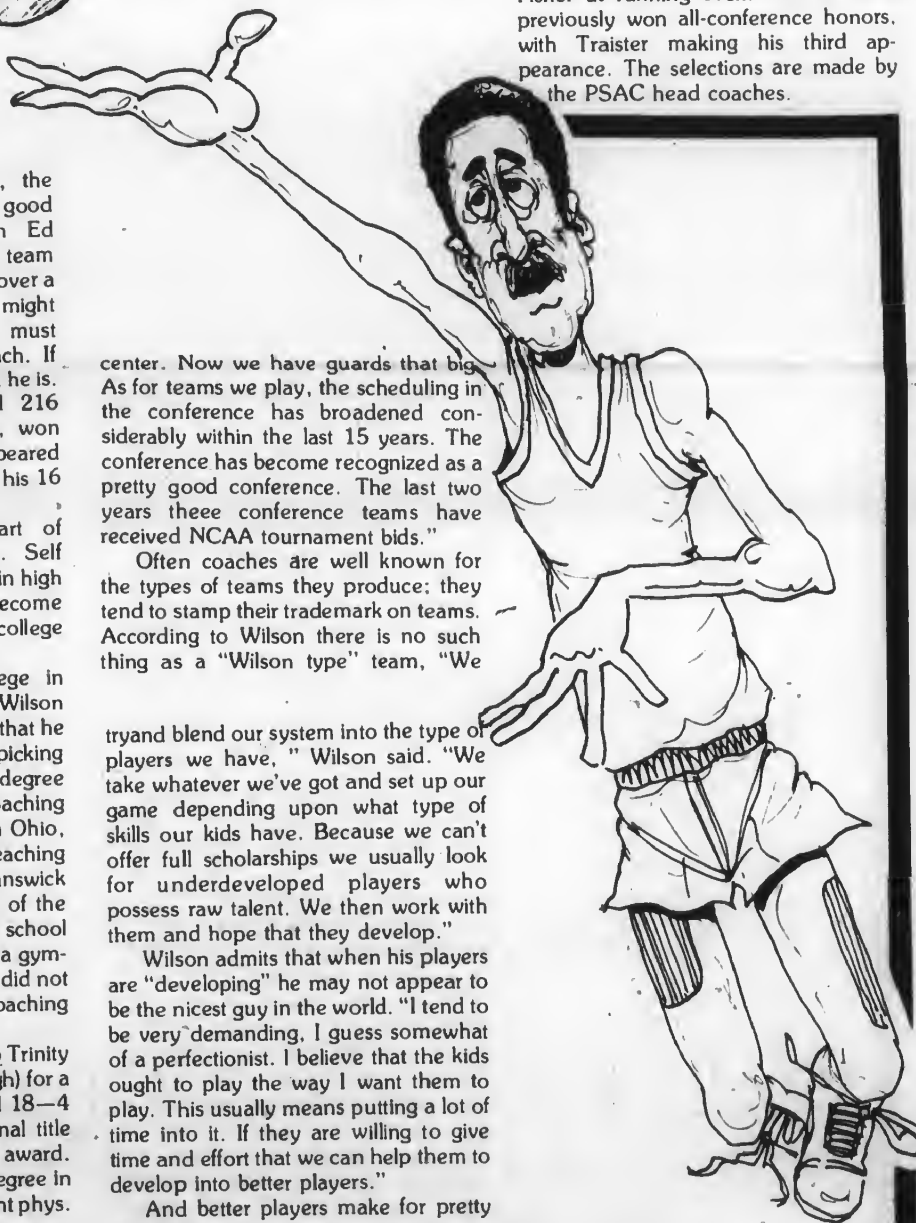 , the
good
Ed
team
over a
might
must
ach. If
he is.
216
, won
peared
his 16
art of
. Self
in high
ecome
college
ege in
Wilson
that he
picking
degree
aching
Ohio,
eaching
nswick
of the
school
a gym-
did not
oaching
Trinity
gh) for a
18—4
nal title
award.
egree in
nt phys.
center. Now we have guards that big
As for teams we play, the scheduling in
the conference has broadened con-
siderably within the last 15 years. The
conference has become recognized as a
pretty good conference. The last two
years theee conference teams have
received NCAA tournament bids."
Often coaches are well known for
the types of teams they produce; they
tend to stamp their trademark on teams.
According to Wilson there is no such
thing as a "Wilson type" team, "We
tryand blend our system into the type of
players we have, " Wilson said. "We
take whatever we've got and set up our
game depending upon what type of
skills our kids have. Because we can't
offer full scholarships we usually look
for underdeveloped players who
possess raw talent. We then work with
them and hope that they develop."
Wilson admits that when his players
are "developing" he may not appear to
be the nicest guy in the world. "I tend to
be very demanding, I guess somewhat
of a perfectionist. I believe that the kids
ought to play the way I want them to
play. This usually means putting a lot of
time into it. If they are willing to give
time and effort that we can help them to
develop into better players."
And better players make for pretty
previously won all-conference honors,
with Traister making his third ap-
pearance. The selections are made by
the PSAC head coaches.